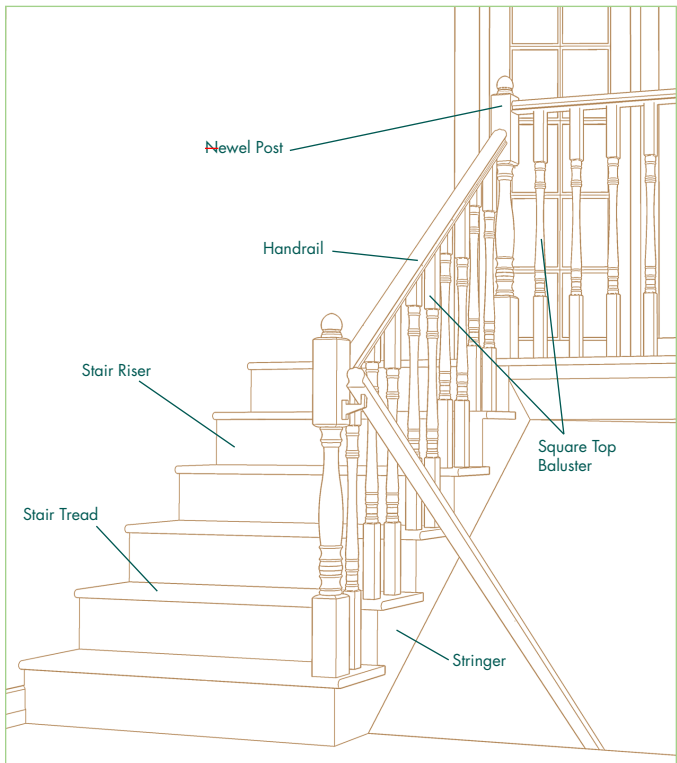 Newel Post
Handrail
Stair Riser
Square Top
Baluster
Stair Tread
Stringer